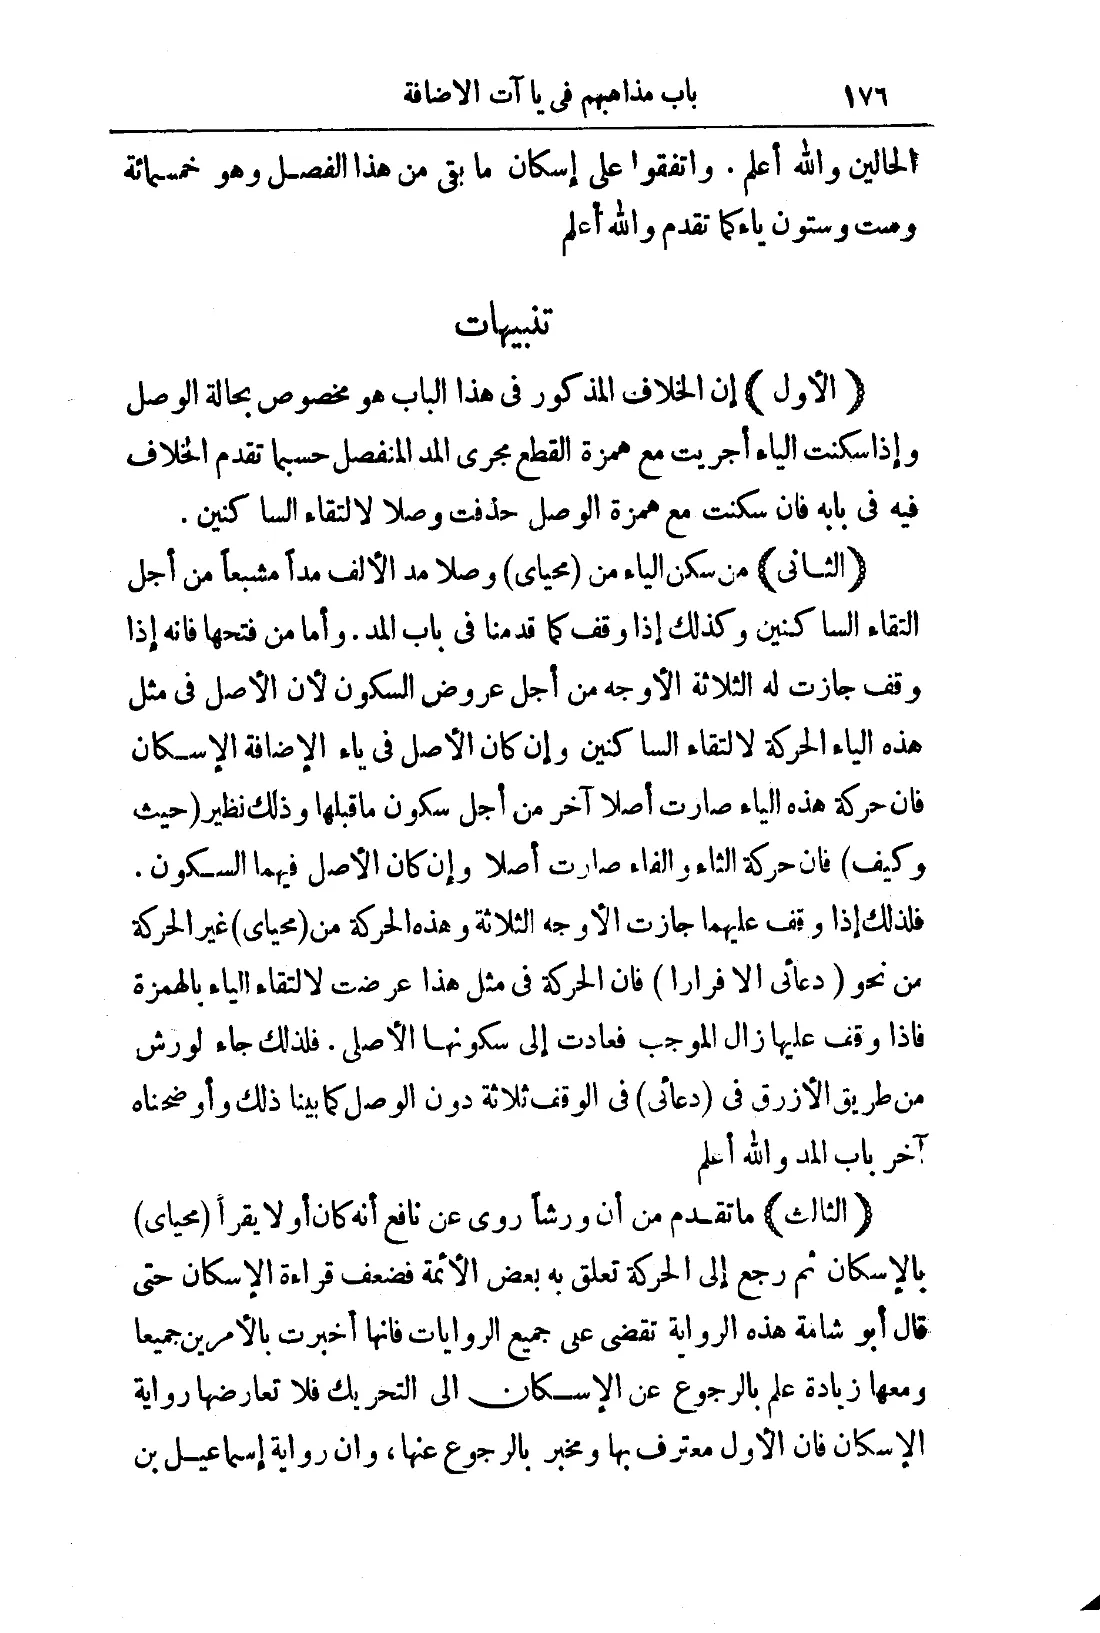 ١٧٦ باب مذاهبهم فى يا آت الاضافة
الحالين والله أعلم . واتفقوا على إسكان ما بقى من هذا الفصل وهو خمسمائة
وست وستون ياء كما تقدم والله أعلم
تنبيهات
﴿ الأول ﴾ إن الخلاف المذكور فى هذا الباب هو مخصوص بحالة الوصل
وإذا سكنت الياء أجريت مع همزة القطع مجرى المد المنفصل حسبما تقدم الخلاف
فيه فى بابه فان سكنت مع همزة الوصل حذفت وصلا لالتقاء الساكنين .
﴿ الثانى ﴾ من سكن الياء من (محياى) وصلا مد الألف مداً مشبعاً من أجل
التقاء الساكنين وكذلك إذا وقف كما قدمنا فى باب المد . وأما من فتحها فانه إذا
وقف جازت له الثلاثة الأوجه من أجل عروض السكون لأن الأصل فى مثل
هذه الياء الحركة لالتقاء الساكنين وإن كان الأصل فى ياء الإضافة الإسكان
فان حركة هذه الياء صارت أصلا آخر من أجل سكون ماقبلها وذلك نظير (حيث
وكيف) فان حركة الثاء والفاء صارت أصلا وإن كان الأصل فيهما السكون .
فلذلك إذا وقف عليهما جازت الأوجه الثلاثة وهذه الحركة من (محياى) غير الحركة
من نحو ( دعائى الا فرارا ) فان الحركة فى مثل هذا عرضت لالتقاء الياء بالهمزة
فاذا وقف عليها زال الموجب فعادت إلى سكونها الأصلى . فلذلك جاء لورش
من طريق الأزرق فى (دعائى) فى الوقف ثلاثة دون الوصل كما بينا ذلك وأوضحناه
آخر باب المد والله أعلم
﴿ الثالث ﴾ ماتقدم من أن ورشاً روى عن نافع أنه كان أولا يقرأ (محياى)
بالإسكان ثم رجع إلى الحركة تعلق به بعض الأئمة فضعف قراءة الإسكان حتى
قال أبو شامة هذه الرواية تقضى على جميع الروايات فانها أخبرت بالأمرين جميعا
ومعها زيادة علم بالرجوع عن الإسكان الى التحريك فلا تعارضها رواية
الإسكان فان الأول معترف بها ومخبر بالرجوع عنها، وان رواية إسماعيل بن